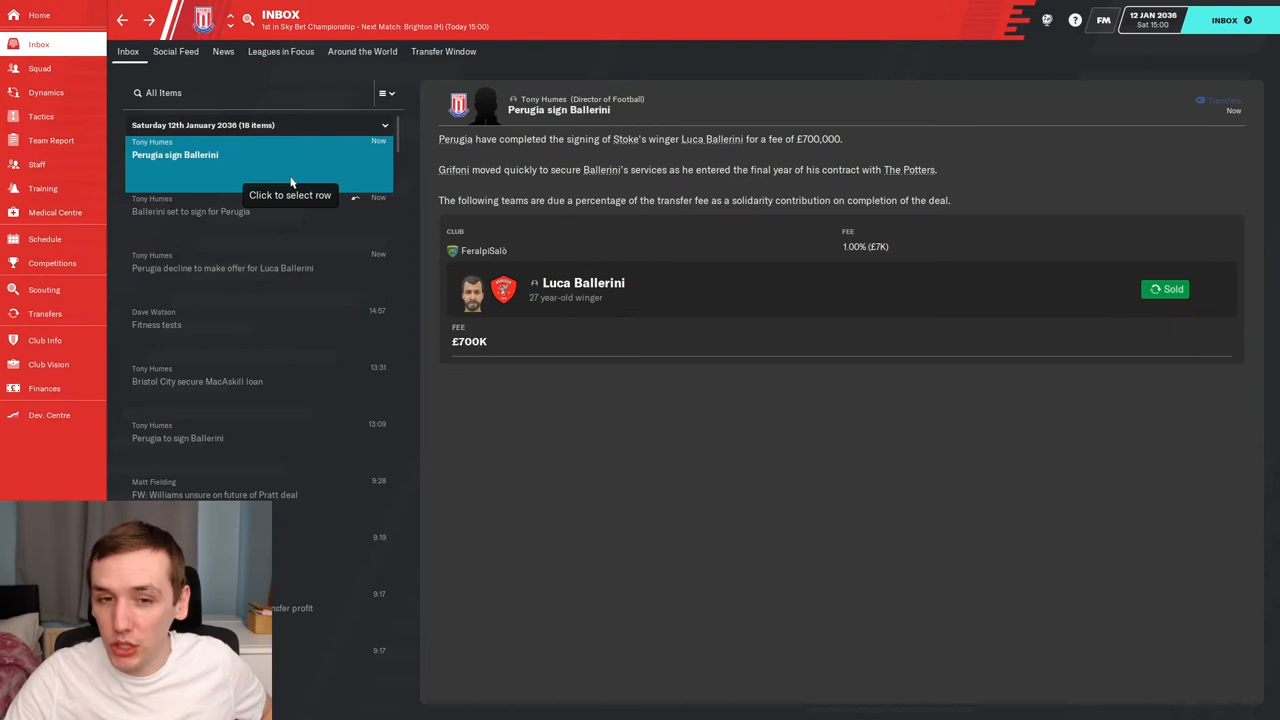 Home
Inbox
Squad
Dynamics
Tactics
Team Report
Staff
Training
Medical Centre
Schedule
Competitions
Scouting
Transfers
Club Info
Club Vision
Finances
Dev. Centre
INBOX
1st in Sky Bet Championship - Next Match: Brighton (H) (Today 15:00)
?
FM
12 JAN 2036
Sat 15:00
INBOX
Inbox
Social Feed
News
Leagues in Focus
Around the World
Transfer Window
All Items
Saturday 12th January 2036 (18 items)
Tony Humes
Now
Perugia sign Ballerini
Click to select row
Tony Humes
Now
Ballerini set to sign for Perugia
Tony Humes
Now
Perugia decline to make offer for Luca Ballerini
Dave Watson
14:57
Fitness tests
Tony Humes
13:31
Bristol City secure MacAskill loan
Tony Humes
13:09
Perugia to sign Ballerini
Matt Fielding
9:28
FW: Williams unsure on future of Pratt deal
9:19
9:17
nsfer profit
9:17
Tony Humes (Director of Football)
Perugia sign Ballerini
Transfers
Now
Perugia have completed the signing of Stoke's winger Luca Ballerini for a fee of £700,000.
Grifoni moved quickly to secure Ballerini's services as he entered the final year of his contract with The Potters.
The following teams are due a percentage of the transfer fee as a solidarity contribution on completion of the deal.
CLUB
FEE
FeralpiSalò
1.00% (£7K)
Luca Ballerini
27 year-old winger
Sold
FEE
£700K